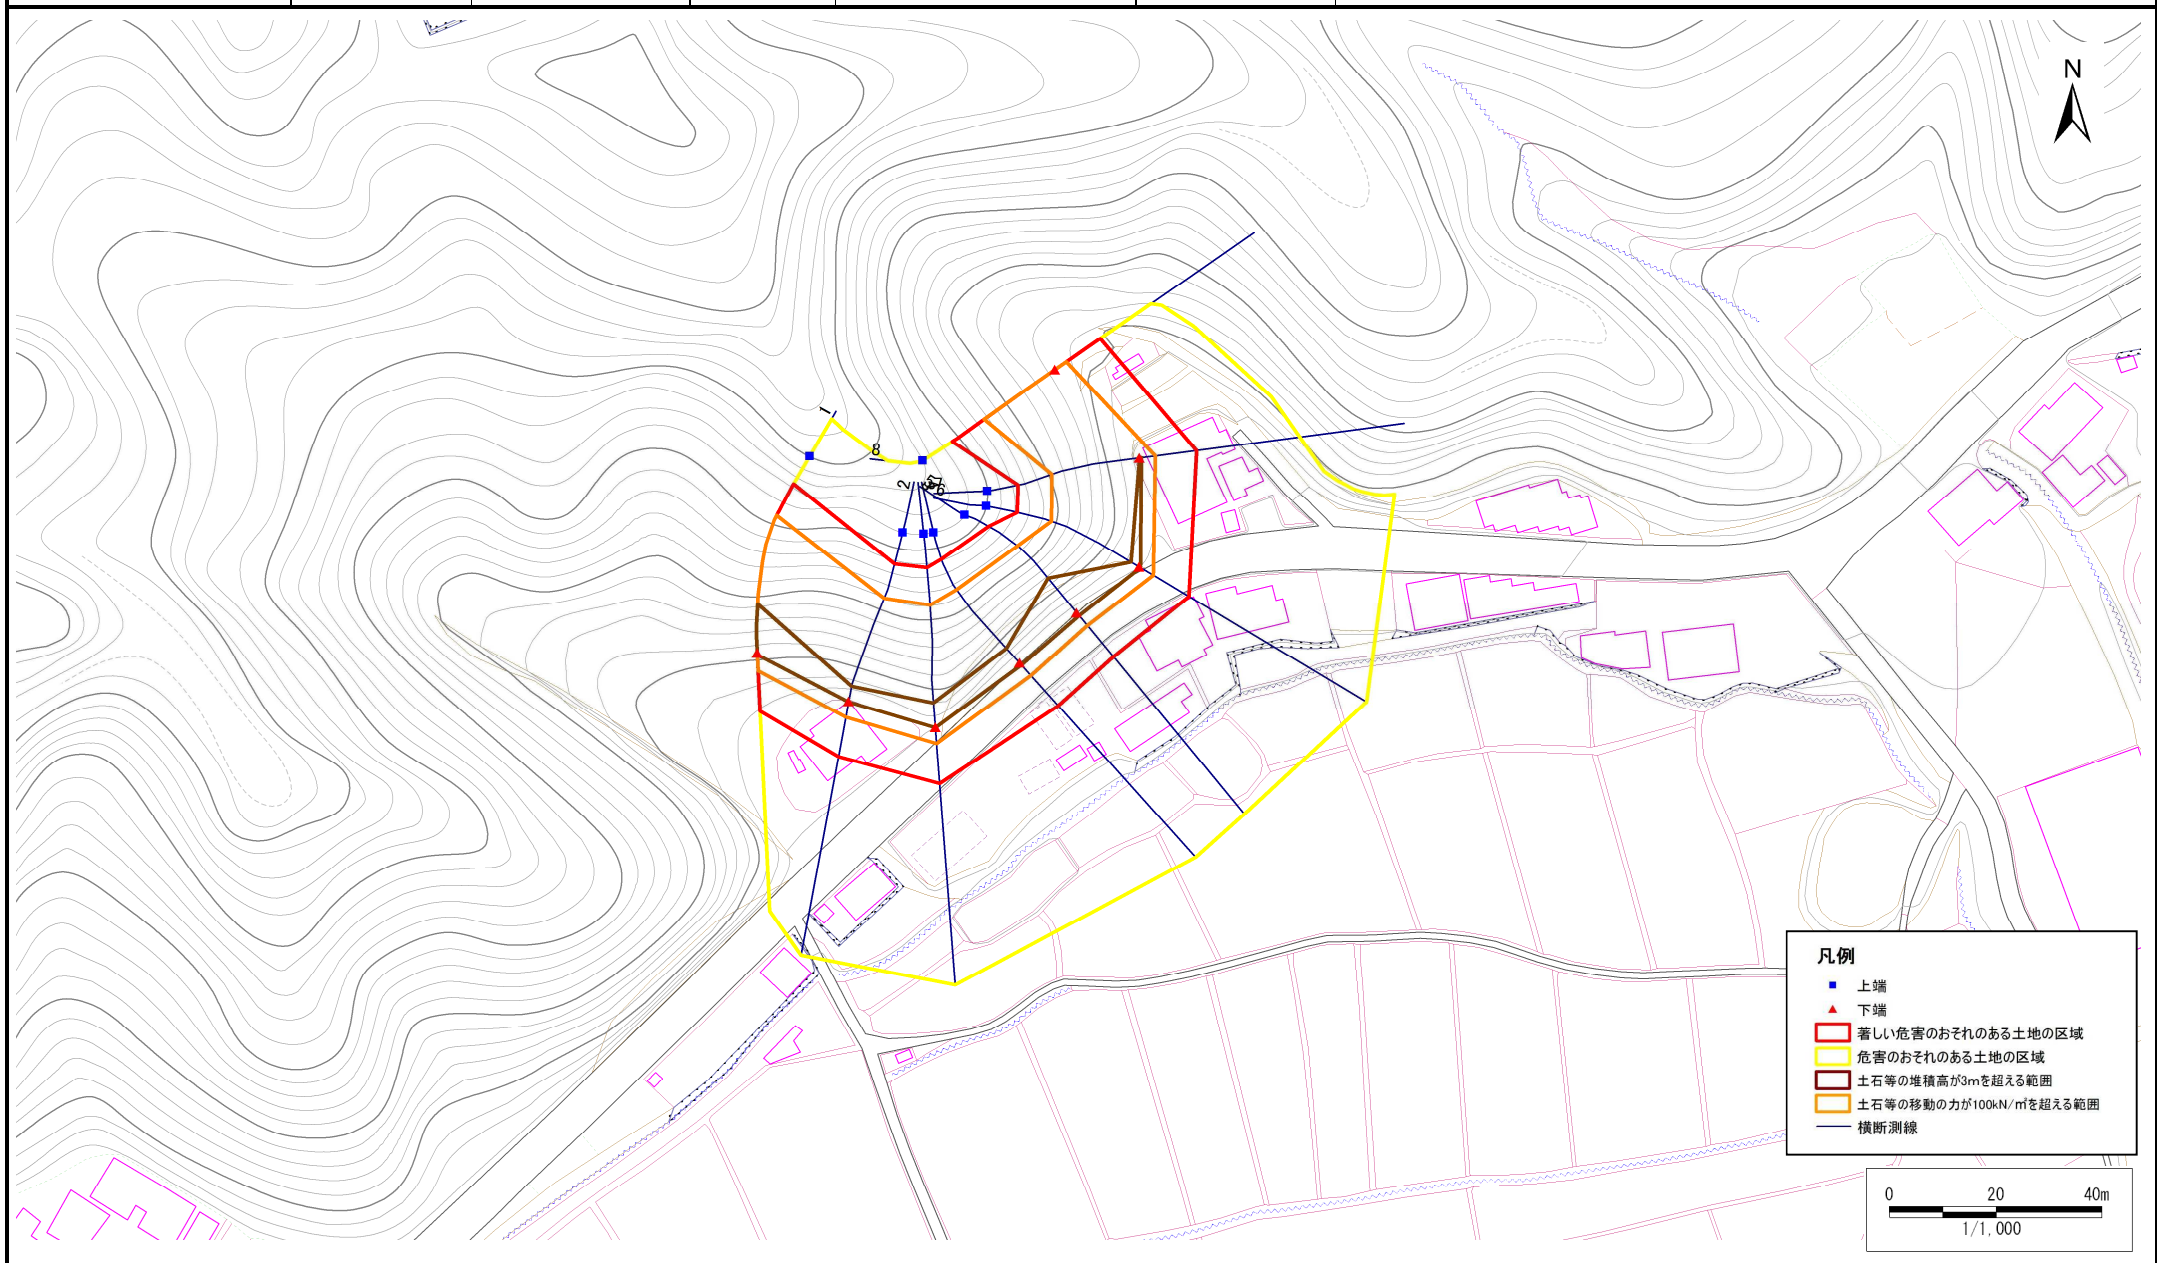 N
1
8
2
7
6
凡例
上端
下端
著しい危害のおそれのある土地の区域
危害のおそれのある土地の区域
土石等の堆積高が3mを超える範囲
土石等の移動の力が100kN/㎡を超える範囲
横断測線
0 20 40m
1/1,000